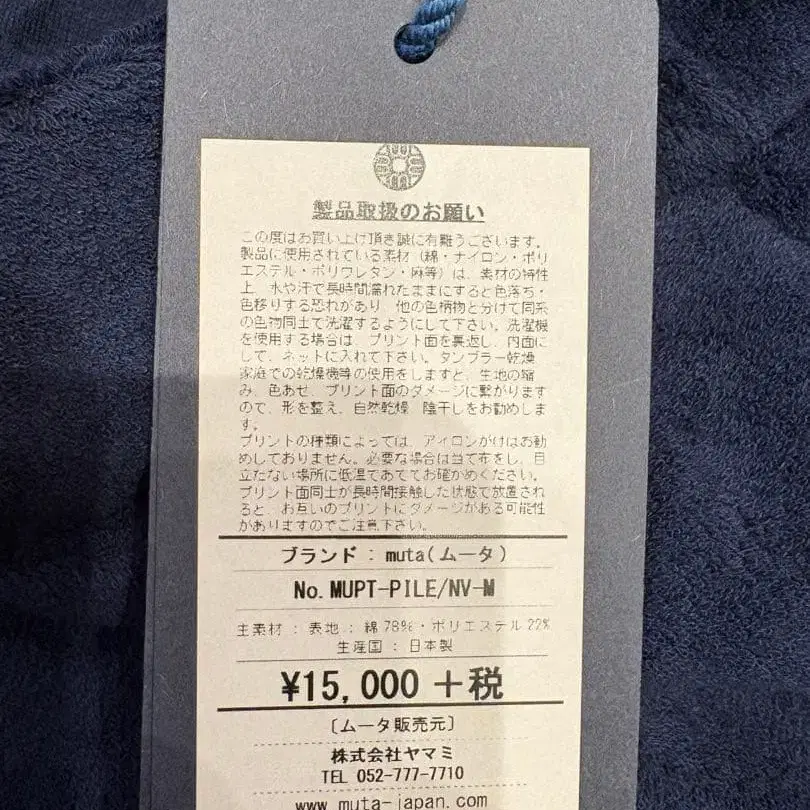 製品取扱のお願い
この度はお買い上げ頂き誠に有難うございます。
製品に使用されている素材（綿・ナイロン・ポリ
エステル・ポリウレタン・麻等）は、素材の特性
上、水や汗で長時間濡れたままにすると色落ち・
色移りする恐れがあり、他の色柄物と分けて同系
の色物同士で洗濯するようにして下さい。洗濯機
を使用する場合は、プリント面を裏返し、内面に
して、ネットに入れて下さい。タンブラー乾燥
家庭での乾燥機等の使用をしますと、生地の縮
み、色あせ、プリント面のダメージに繋がります
ので、形を整え、自然乾燥 陰干しをお勧めしま
す。
プリントの種類によっては、アイロンがけはお勧
めしておりません。必要な場合は当て布をし、目
立たない場所に低温であててお確かめください。
プリント面同士が長時間接触した状態で放置され
ると、お互いのプリントにダメージがある可能性
がありますのでご注意下さい。
ブランド：muta(ムータ)
No.MUPT-PILE/NV-M
主素材：表地：綿78%・ポリエステル22%
生産国：日本製
¥15,000＋税
〔ムータ販売元〕
株式会社ヤマミ
TEL 052-777-7710
www.muta-japan.com